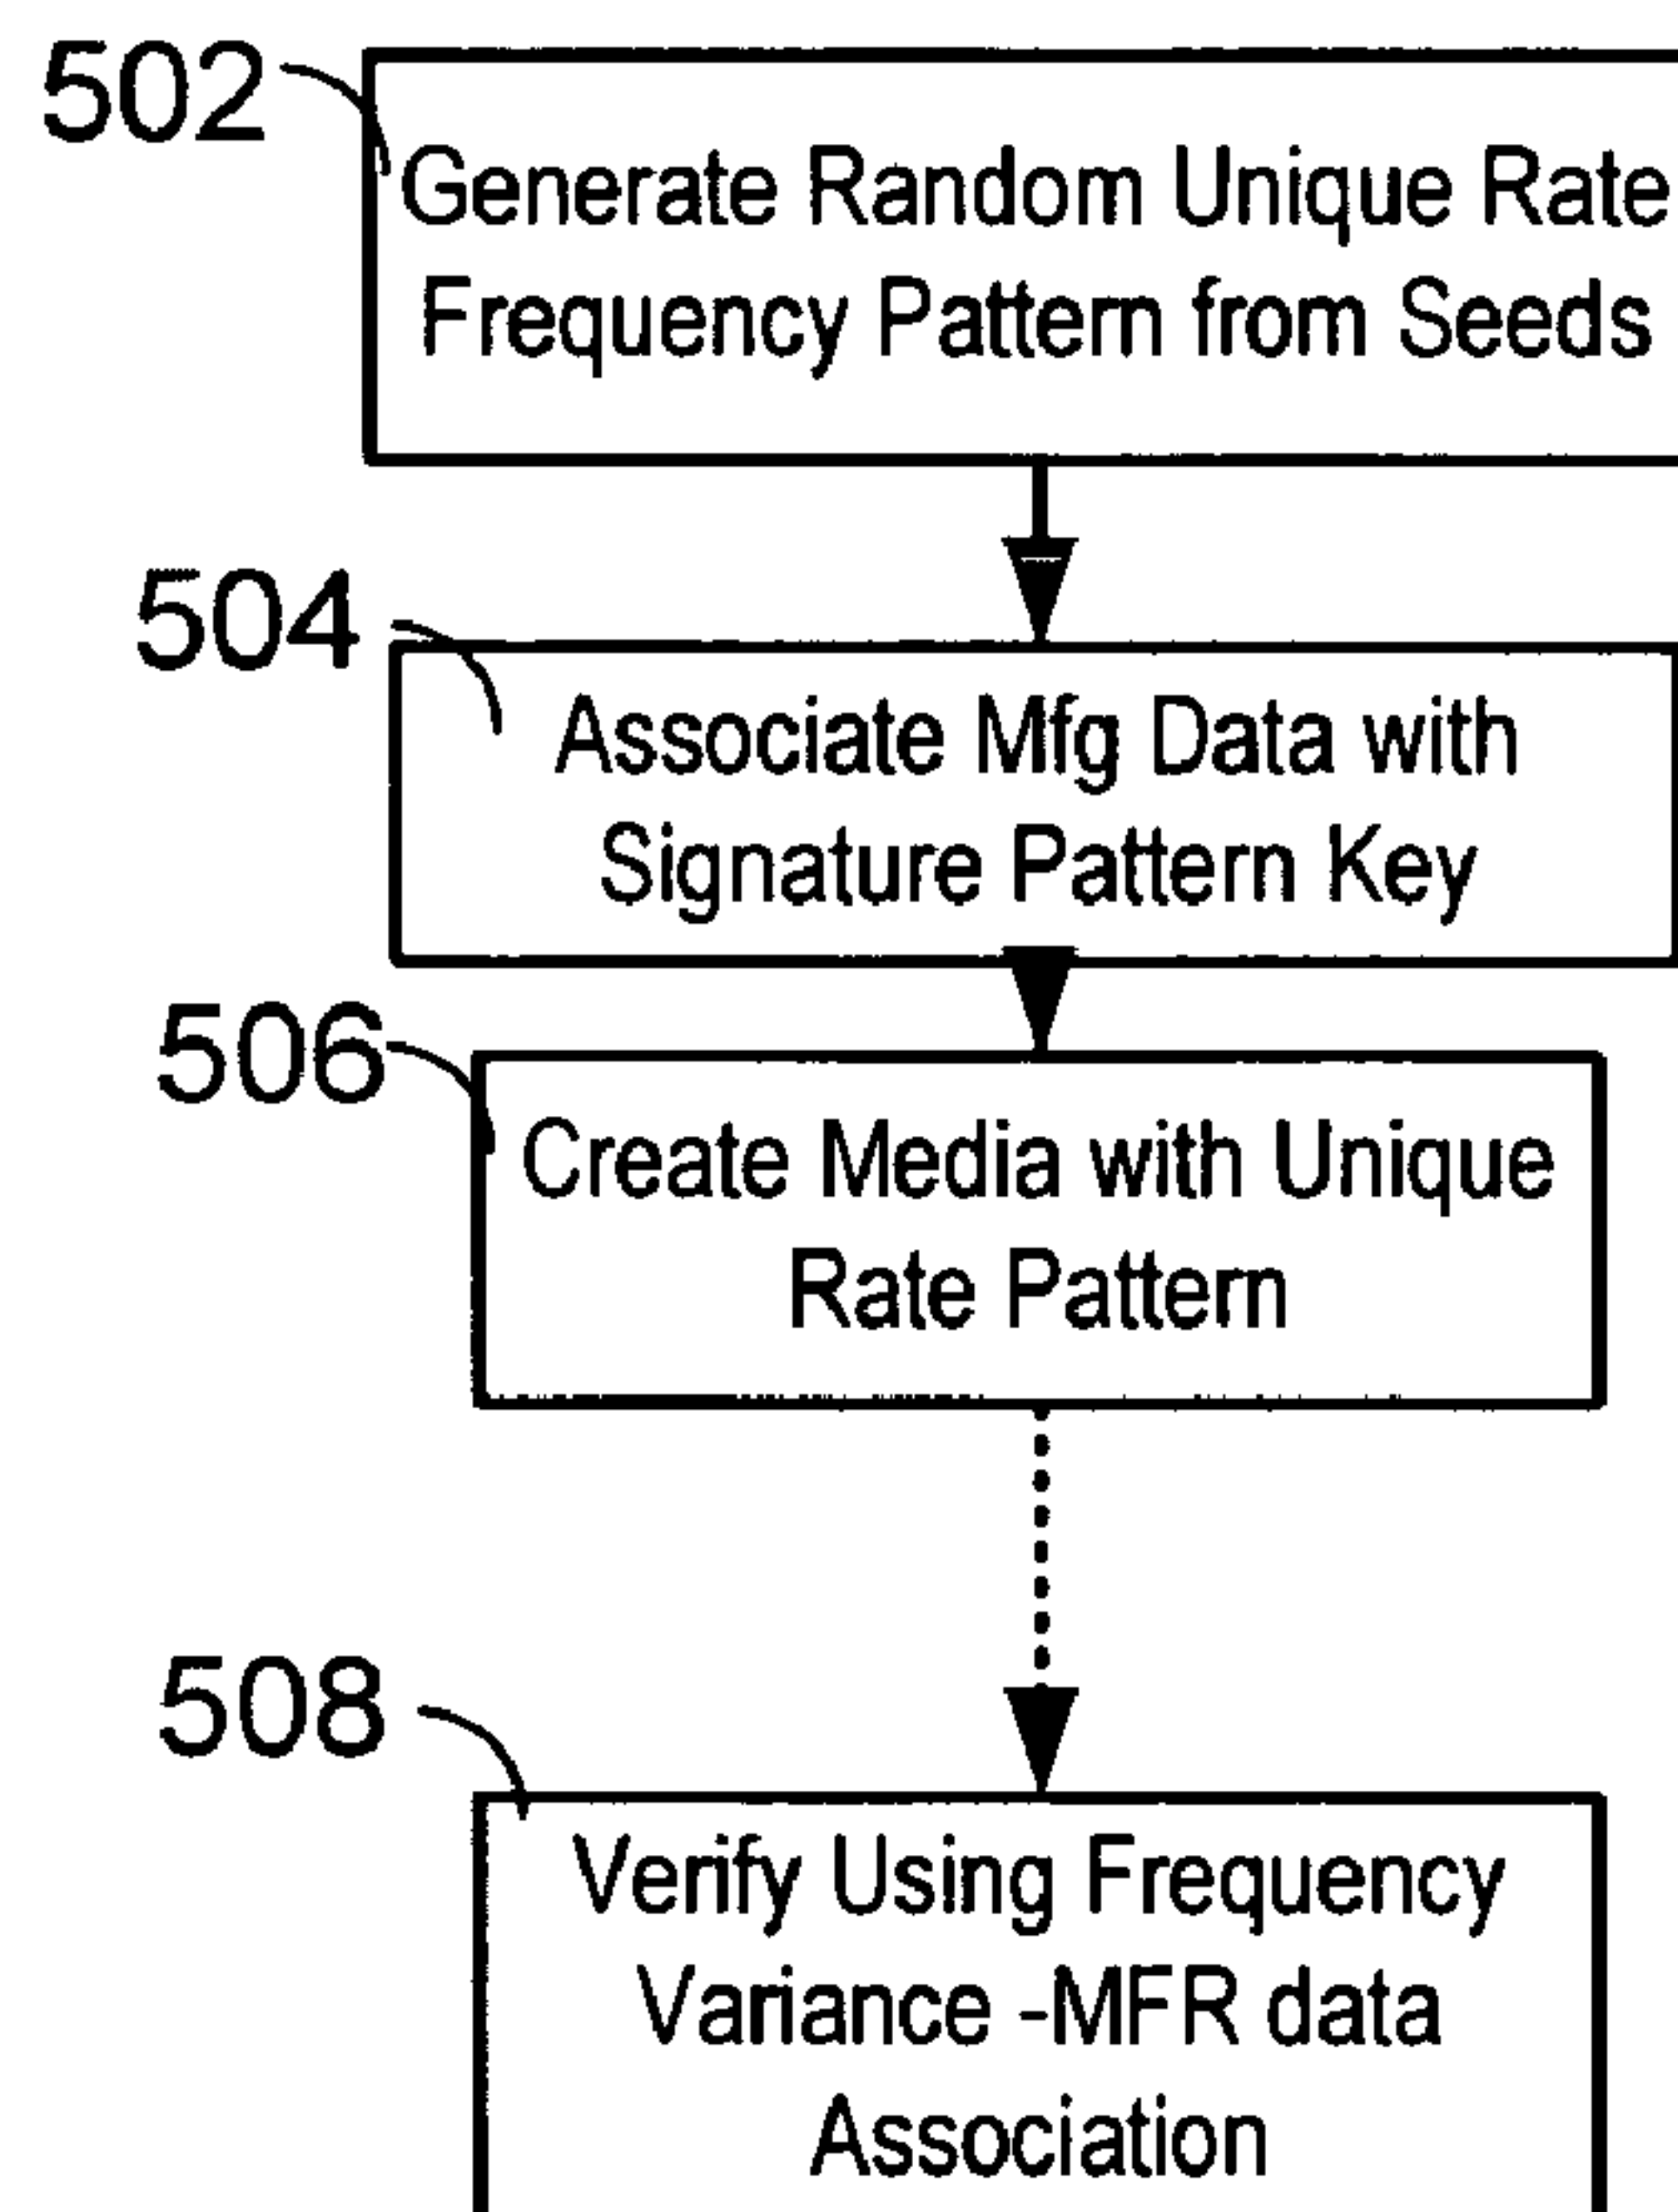 502
Generate Random Unique Rate
Frequency Pattern from Seeds
504
Associate Mfg Data with
Signature Pattern Key
506
Create Media with Unique
Rate Pattern
508
Verify Using Frequency
Variance -MFR data
Association